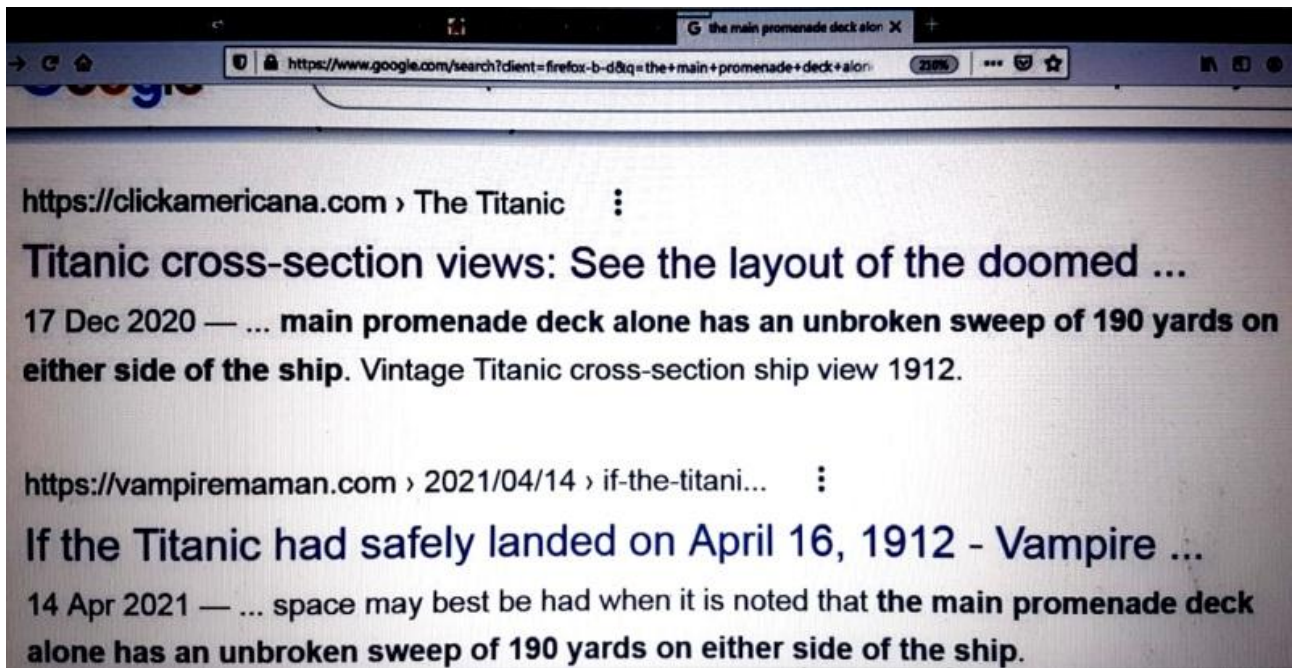 G the main promenade deck alon X +
https://www.google.com/search?client=firefox-b-d&q=the+main+promenade+deck+alon 210% ...
Google
https://clickamericana.com › The Titanic ⋮
Titanic cross-section views: See the layout of the doomed ...
17 Dec 2020 — ... main promenade deck alone has an unbroken sweep of 190 yards on
either side of the ship. Vintage Titanic cross-section ship view 1912.
https://vampiremaman.com › 2021/04/14 › if-the-titani... ⋮
If the Titanic had safely landed on April 16, 1912 - Vampire ...
14 Apr 2021 — ... space may best be had when it is noted that the main promenade deck
alone has an unbroken sweep of 190 yards on either side of the ship.